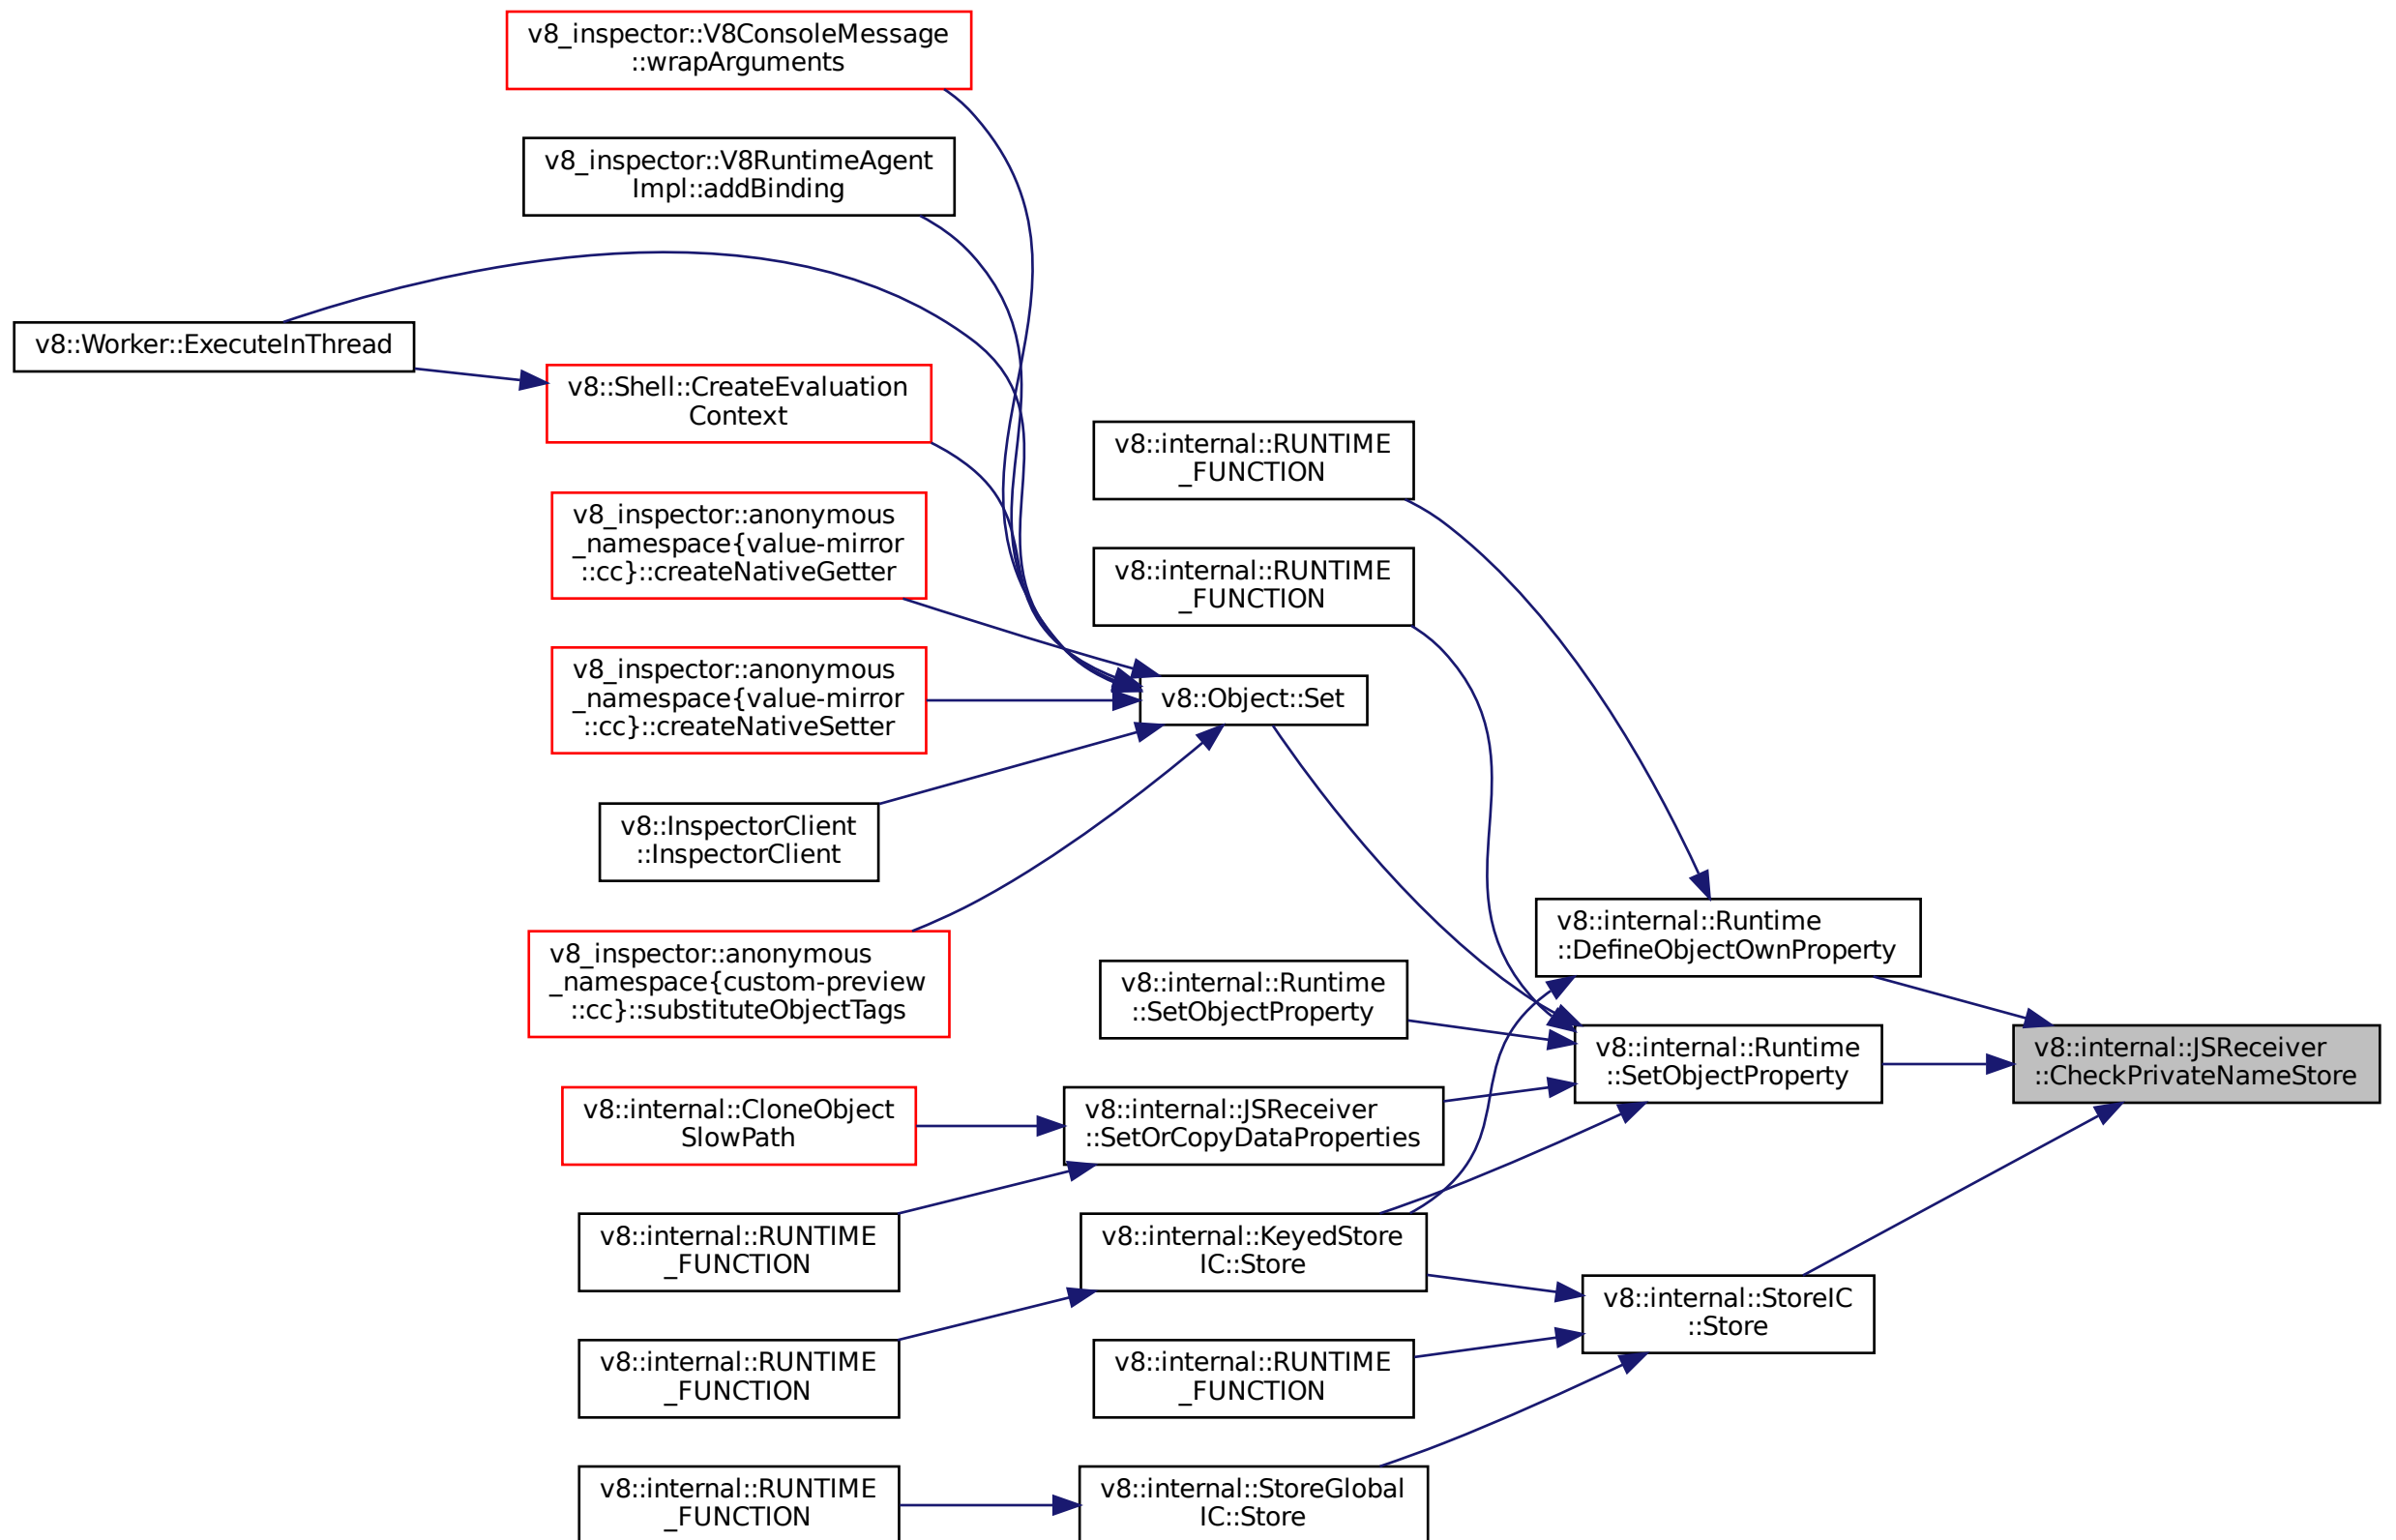 v8_inspector::V8ConsoleMessage
::wrapArguments
v8_inspector::V8RuntimeAgent
Impl::addBinding
v8::Worker::ExecuteInThread
v8::Shell::CreateEvaluation
Context
v8::internal::RUNTIME
_FUNCTION
v8_inspector::anonymous
_namespace{value-mirror
::cc}::createNativeGetter
v8::internal::RUNTIME
_FUNCTION
v8_inspector::anonymous
_namespace{value-mirror
::cc}::createNativeSetter
v8::Object::Set
v8::InspectorClient
::InspectorClient
v8::internal::Runtime
::DefineObjectOwnProperty
v8_inspector::anonymous
_namespace{custom-preview
::cc}::substituteObjectTags
v8::internal::Runtime
::SetObjectProperty
v8::internal::Runtime
::SetObjectProperty
v8::internal::JSReceiver
::CheckPrivateNameStore
v8::internal::CloneObject
SlowPath
v8::internal::JSReceiver
::SetOrCopyDataProperties
v8::internal::RUNTIME
_FUNCTION
v8::internal::KeyedStore
IC::Store
v8::internal::StoreIC
::Store
v8::internal::RUNTIME
_FUNCTION
v8::internal::RUNTIME
_FUNCTION
v8::internal::RUNTIME
_FUNCTION
v8::internal::StoreGlobal
IC::Store